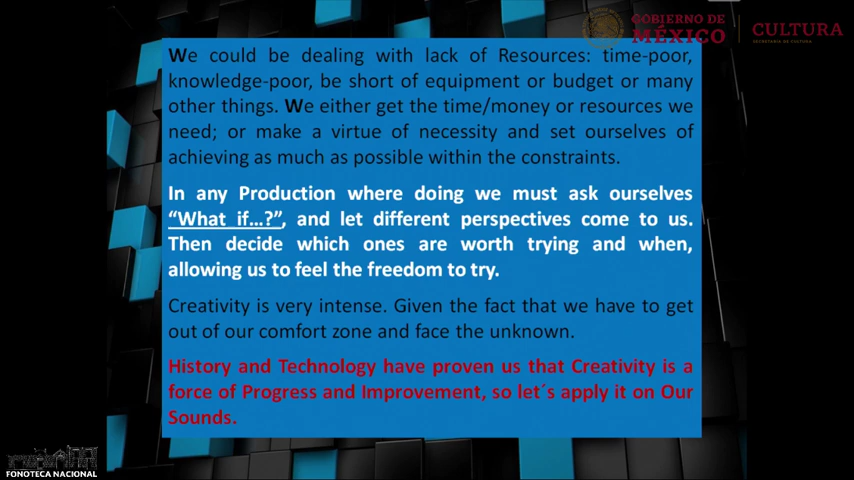 GOBIERNO DE
MÉXICO
CULTURA
SECRETARÍA DE CULTURA
We could be dealing with lack of Resources: time-poor,
knowledge-poor, be short of equipment or budget or many
other things. We either get the time/money or resources we
need; or make a virtue of necessity and set ourselves of
achieving as much as possible within the constraints.
In any Production where doing we must ask ourselves
“What if…?”, and let different perspectives come to us.
Then decide which ones are worth trying and when,
allowing us to feel the freedom to try.
Creativity is very intense. Given the fact that we have to get
out of our comfort zone and face the unknown.
History and Technology have proven us that Creativity is a
force of Progress and Improvement, so let´s apply it on Our
Sounds.
FONOTECA NACIONAL